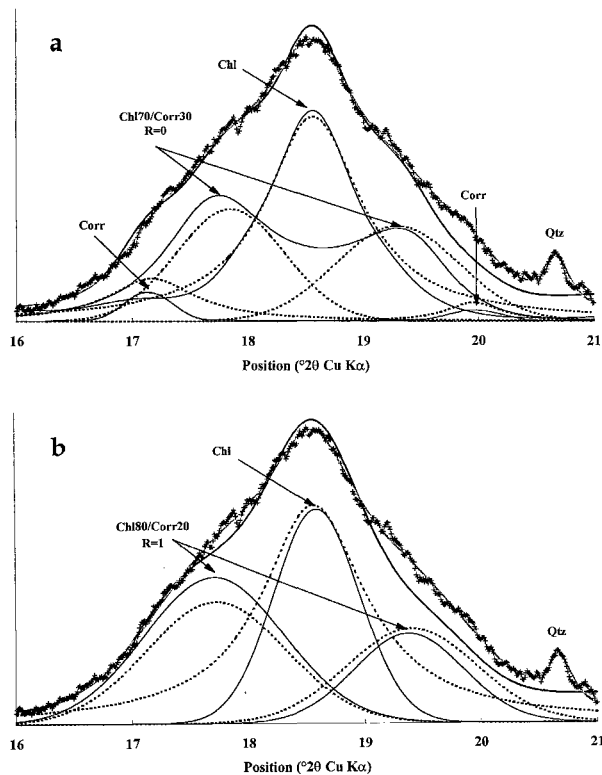 a
Chl
Chl70/Corr30
R=0
Corr
Corr
Qtz
16 17 18 19 20 21
Position (°2θ Cu Kα)
b
Chl
Chl80/Corr20
R=1
Qtz
16 17 18 19 20 21
Position (°2θ Cu Kα)